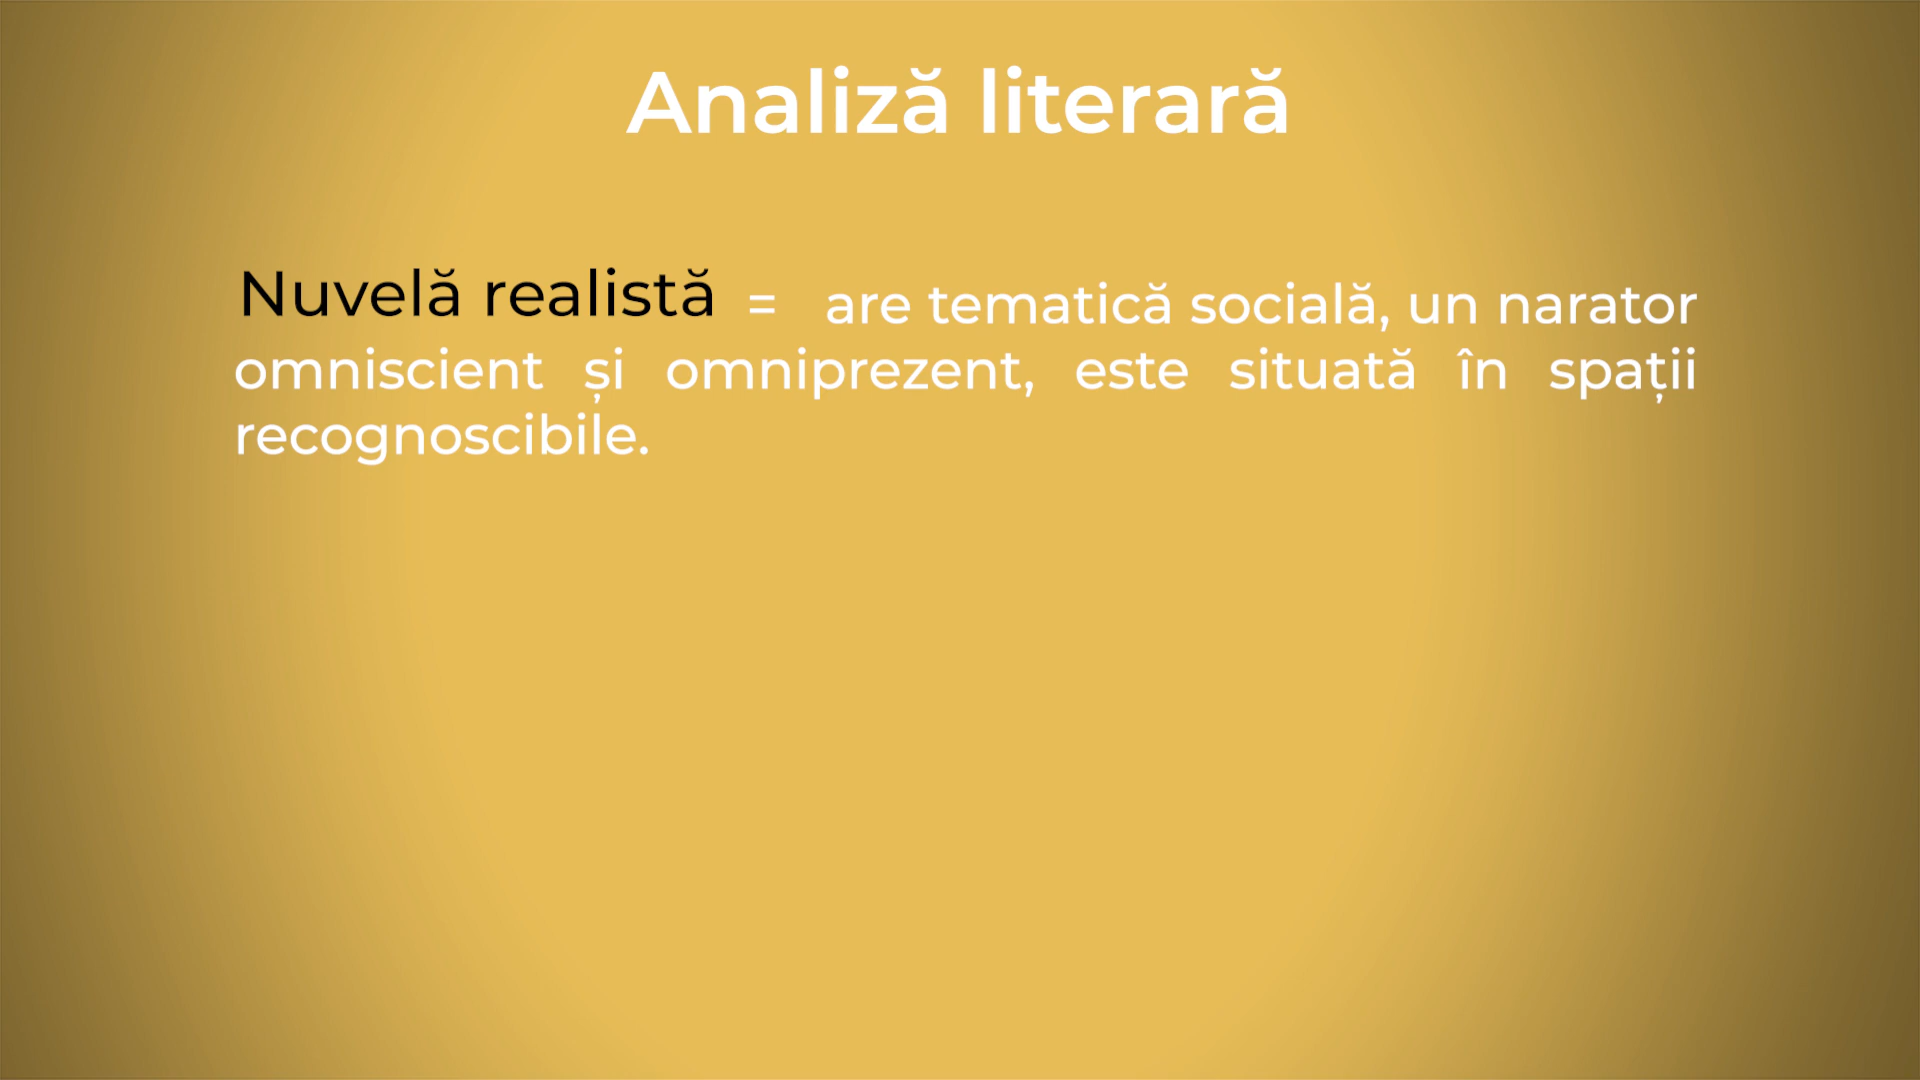 Analiză literară
Nuvelă realistă = are tematică socială, un narator
omniscient și omniprezent, este situată în spații
recognoscibile.